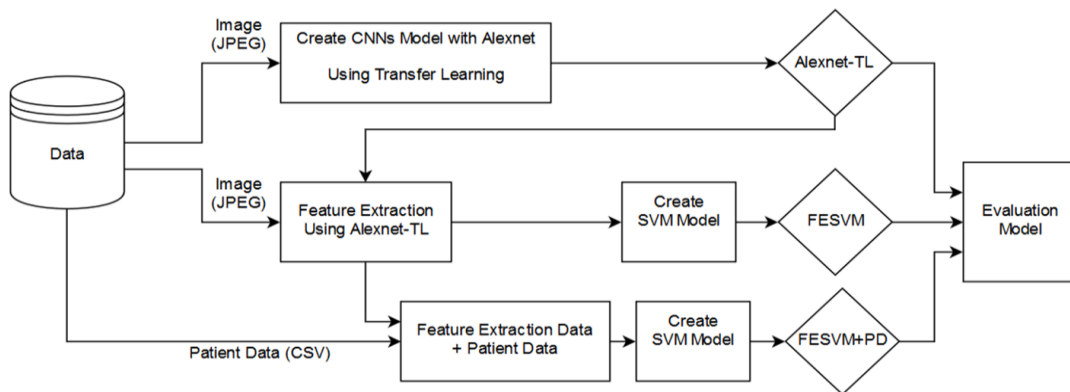 Image
(JPEG)
Create CNNs Model with Alexnet
Using Transfer Learning
Alexnet-TL
Data
Image
(JPEG)
Feature Extraction
Using Alexnet-TL
Create
SVM Model
FESVM
Evaluation
Model
Patient Data (CSV)
Feature Extraction Data
+ Patient Data
Create
SVM Model
FESVM+PD